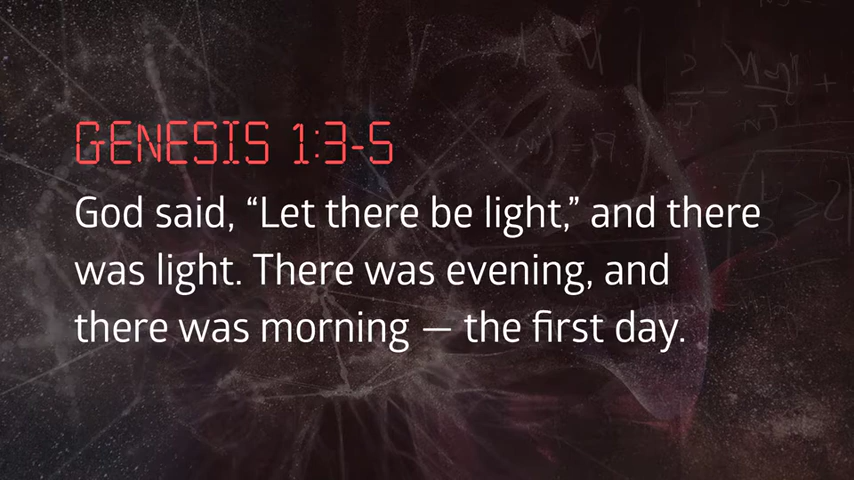 GENESIS 1:3-5
God said, “Let there be light,” and there
was light. There was evening, and
there was morning — the first day.